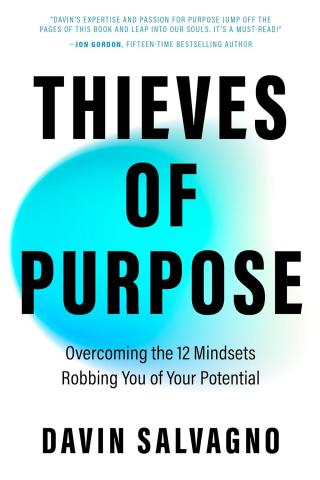 "DAVIN'S EXPERTISE AND PASSION FOR PURPOSE JUMP OFF THE
PAGES OF THIS BOOK AND LEAP INTO OUR SOULS. IT'S A MUST-READ!"
—JON GORDON, FIFTEEN-TIME BESTSELLING AUTHOR
THIEVES
OF
PURPOSE
Overcoming the 12 Mindsets
Robbing You of Your Potential
DAVIN SALVAGNO